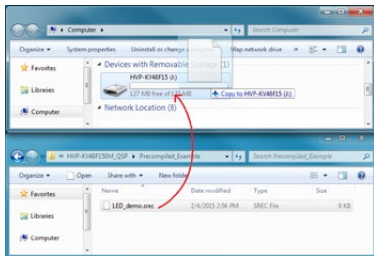 Computer
Search Computer
Organize System properties Uninstall or change a Map network drive
Favorites
Devices with Removable Storage (1)
HVP-KV46F15 (J:)
127 MB free of 127 MB
Copy to HVP-KV46F15 (J:)
Libraries
Computer
Network Location (3)
HVP-KV46F150M_QSP Precompiled_Example
Search Precompiled_Example
Organize Open Share with New folder
Name Date modified Type Size
Favorites
LED_demo.srec 2/4/2015 2:56 PM SREC File 9 KB
Libraries
Computer